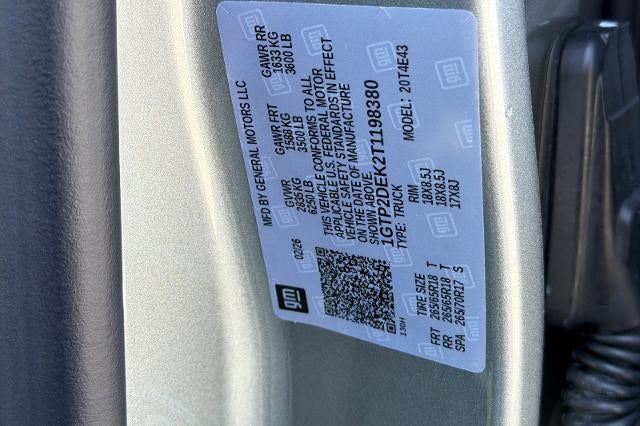 MFD BY GENERAL MOTORS LLC
02/26
GVWR GAWR FRT GAWR RR
2835 KG 1588 KG 1633 KG
6250 LB 3500 LB 3600 LB
THIS VEHICLE CONFORMS TO ALL
APPLICABLE U.S. FEDERAL MOTOR
VEHICLE SAFETY STANDARDS IN EFFECT
ON THE DATE OF MANUFACTURE
SHOWN ABOVE.
1GTP2DEK2T1198380
TYPE: TRUCK MODEL: 20T4E43
gm
130H
TIRE SIZE RIM
FRT 265/65R18 T 18X8.5J
RR 265/65R18 T 18X8.5J
SPA 265/70R17 S 17X8J